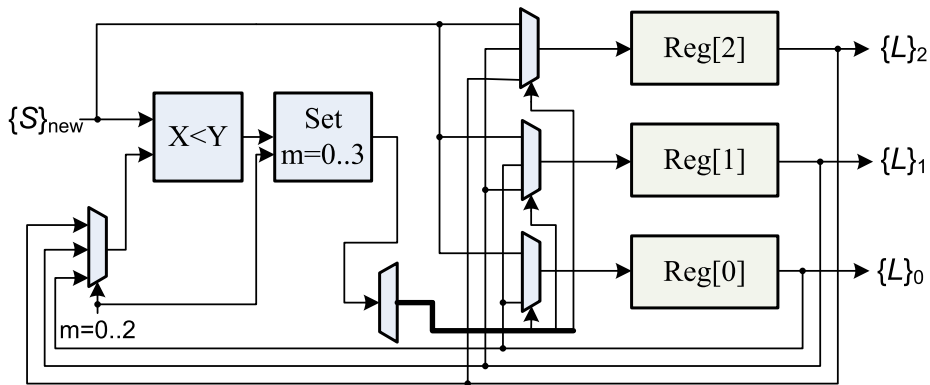 {S}new
X<Y
Set
m=0..3
m=0..2
Reg[2]
{L}2
Reg[1]
{L}1
Reg[0]
{L}0